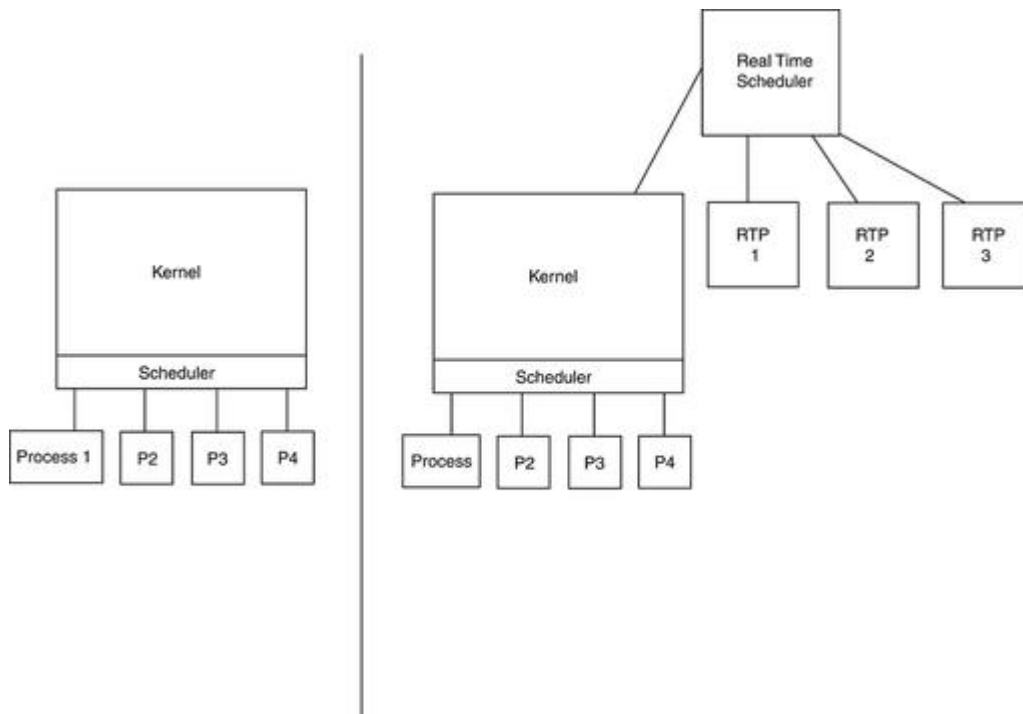 Kernel
Scheduler
Process 1
P2
P3
P4
Real Time
Scheduler
RTP
1
RTP
2
RTP
3
Kernel
Scheduler
Process
P2
P3
P4